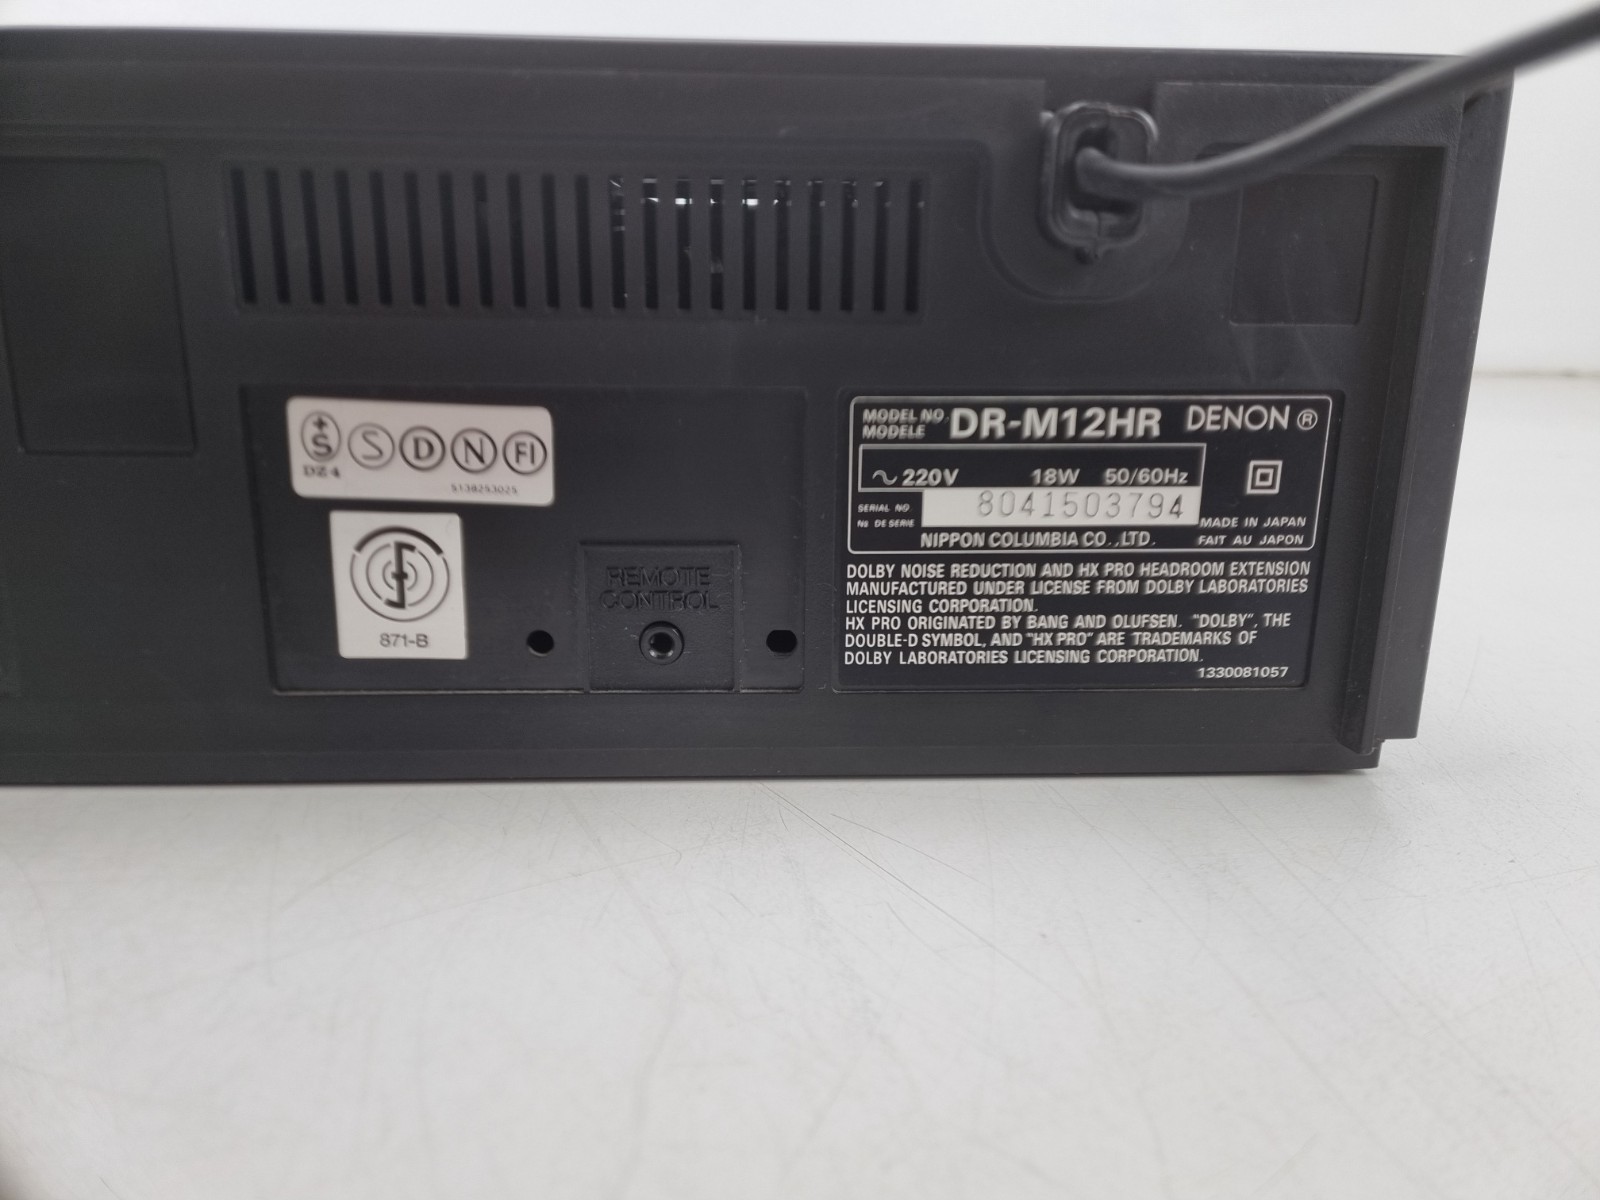 S S D N FI
DZ-4
5138253025
871-B
REMOTE
CONTROL
MODEL NO. DR-M12HR DENON ®
MODELE
~ 220V 18W 50/60Hz
SERIAL NO. 8041503794
No DE SERIE
MADE IN JAPAN
NIPPON COLUMBIA CO.,LTD. FAIT AU JAPON
DOLBY NOISE REDUCTION AND HX PRO HEADROOM EXTENSION
MANUFACTURED UNDER LICENSE FROM DOLBY LABORATORIES
LICENSING CORPORATION.
HX PRO ORIGINATED BY BANG AND OLUFSEN. "DOLBY", THE
DOUBLE-D SYMBOL, AND "HX PRO" ARE TRADEMARKS OF
DOLBY LABORATORIES LICENSING CORPORATION.
1330081057